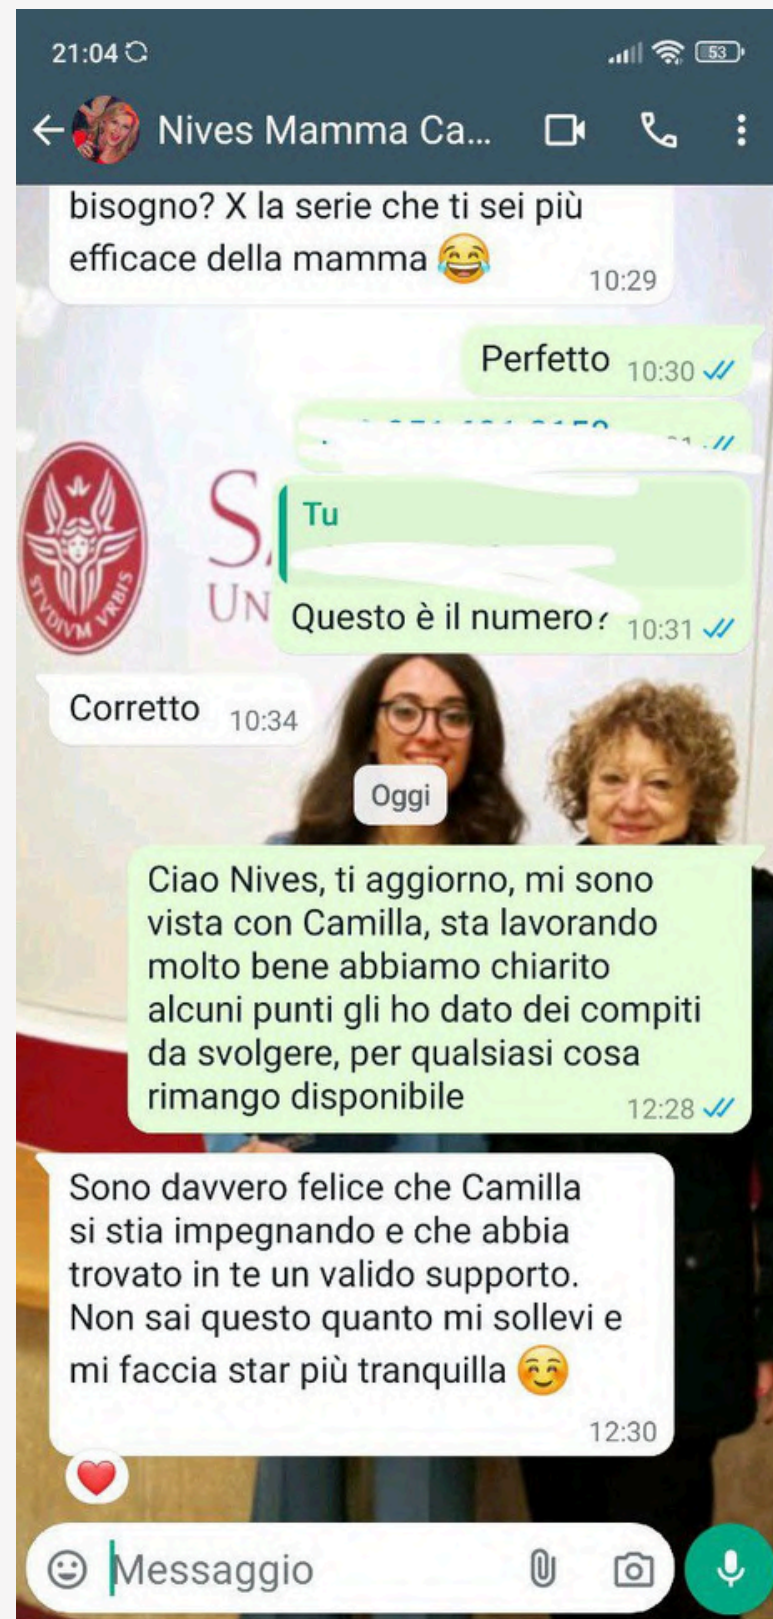 21:04
53
Nives Mamma Ca...
bisogno? X la serie che ti sei più
efficace della mamma 😂
10:29
Perfetto 10:30
Tu
Questo è il numero? 10:31
STVDIVM VRBIS
UN
Corretto 10:34
Oggi
Ciao Nives, ti aggiorno, mi sono
vista con Camilla, sta lavorando
molto bene abbiamo chiarito
alcuni punti gli ho dato dei compiti
da svolgere, per qualsiasi cosa
rimango disponibile 12:28
Sono davvero felice che Camilla
si stia impegnando e che abbia
trovato in te un valido supporto.
Non sai questo quanto mi sollevi e
mi faccia star più tranquilla ☺️
12:30
❤️
Messaggio